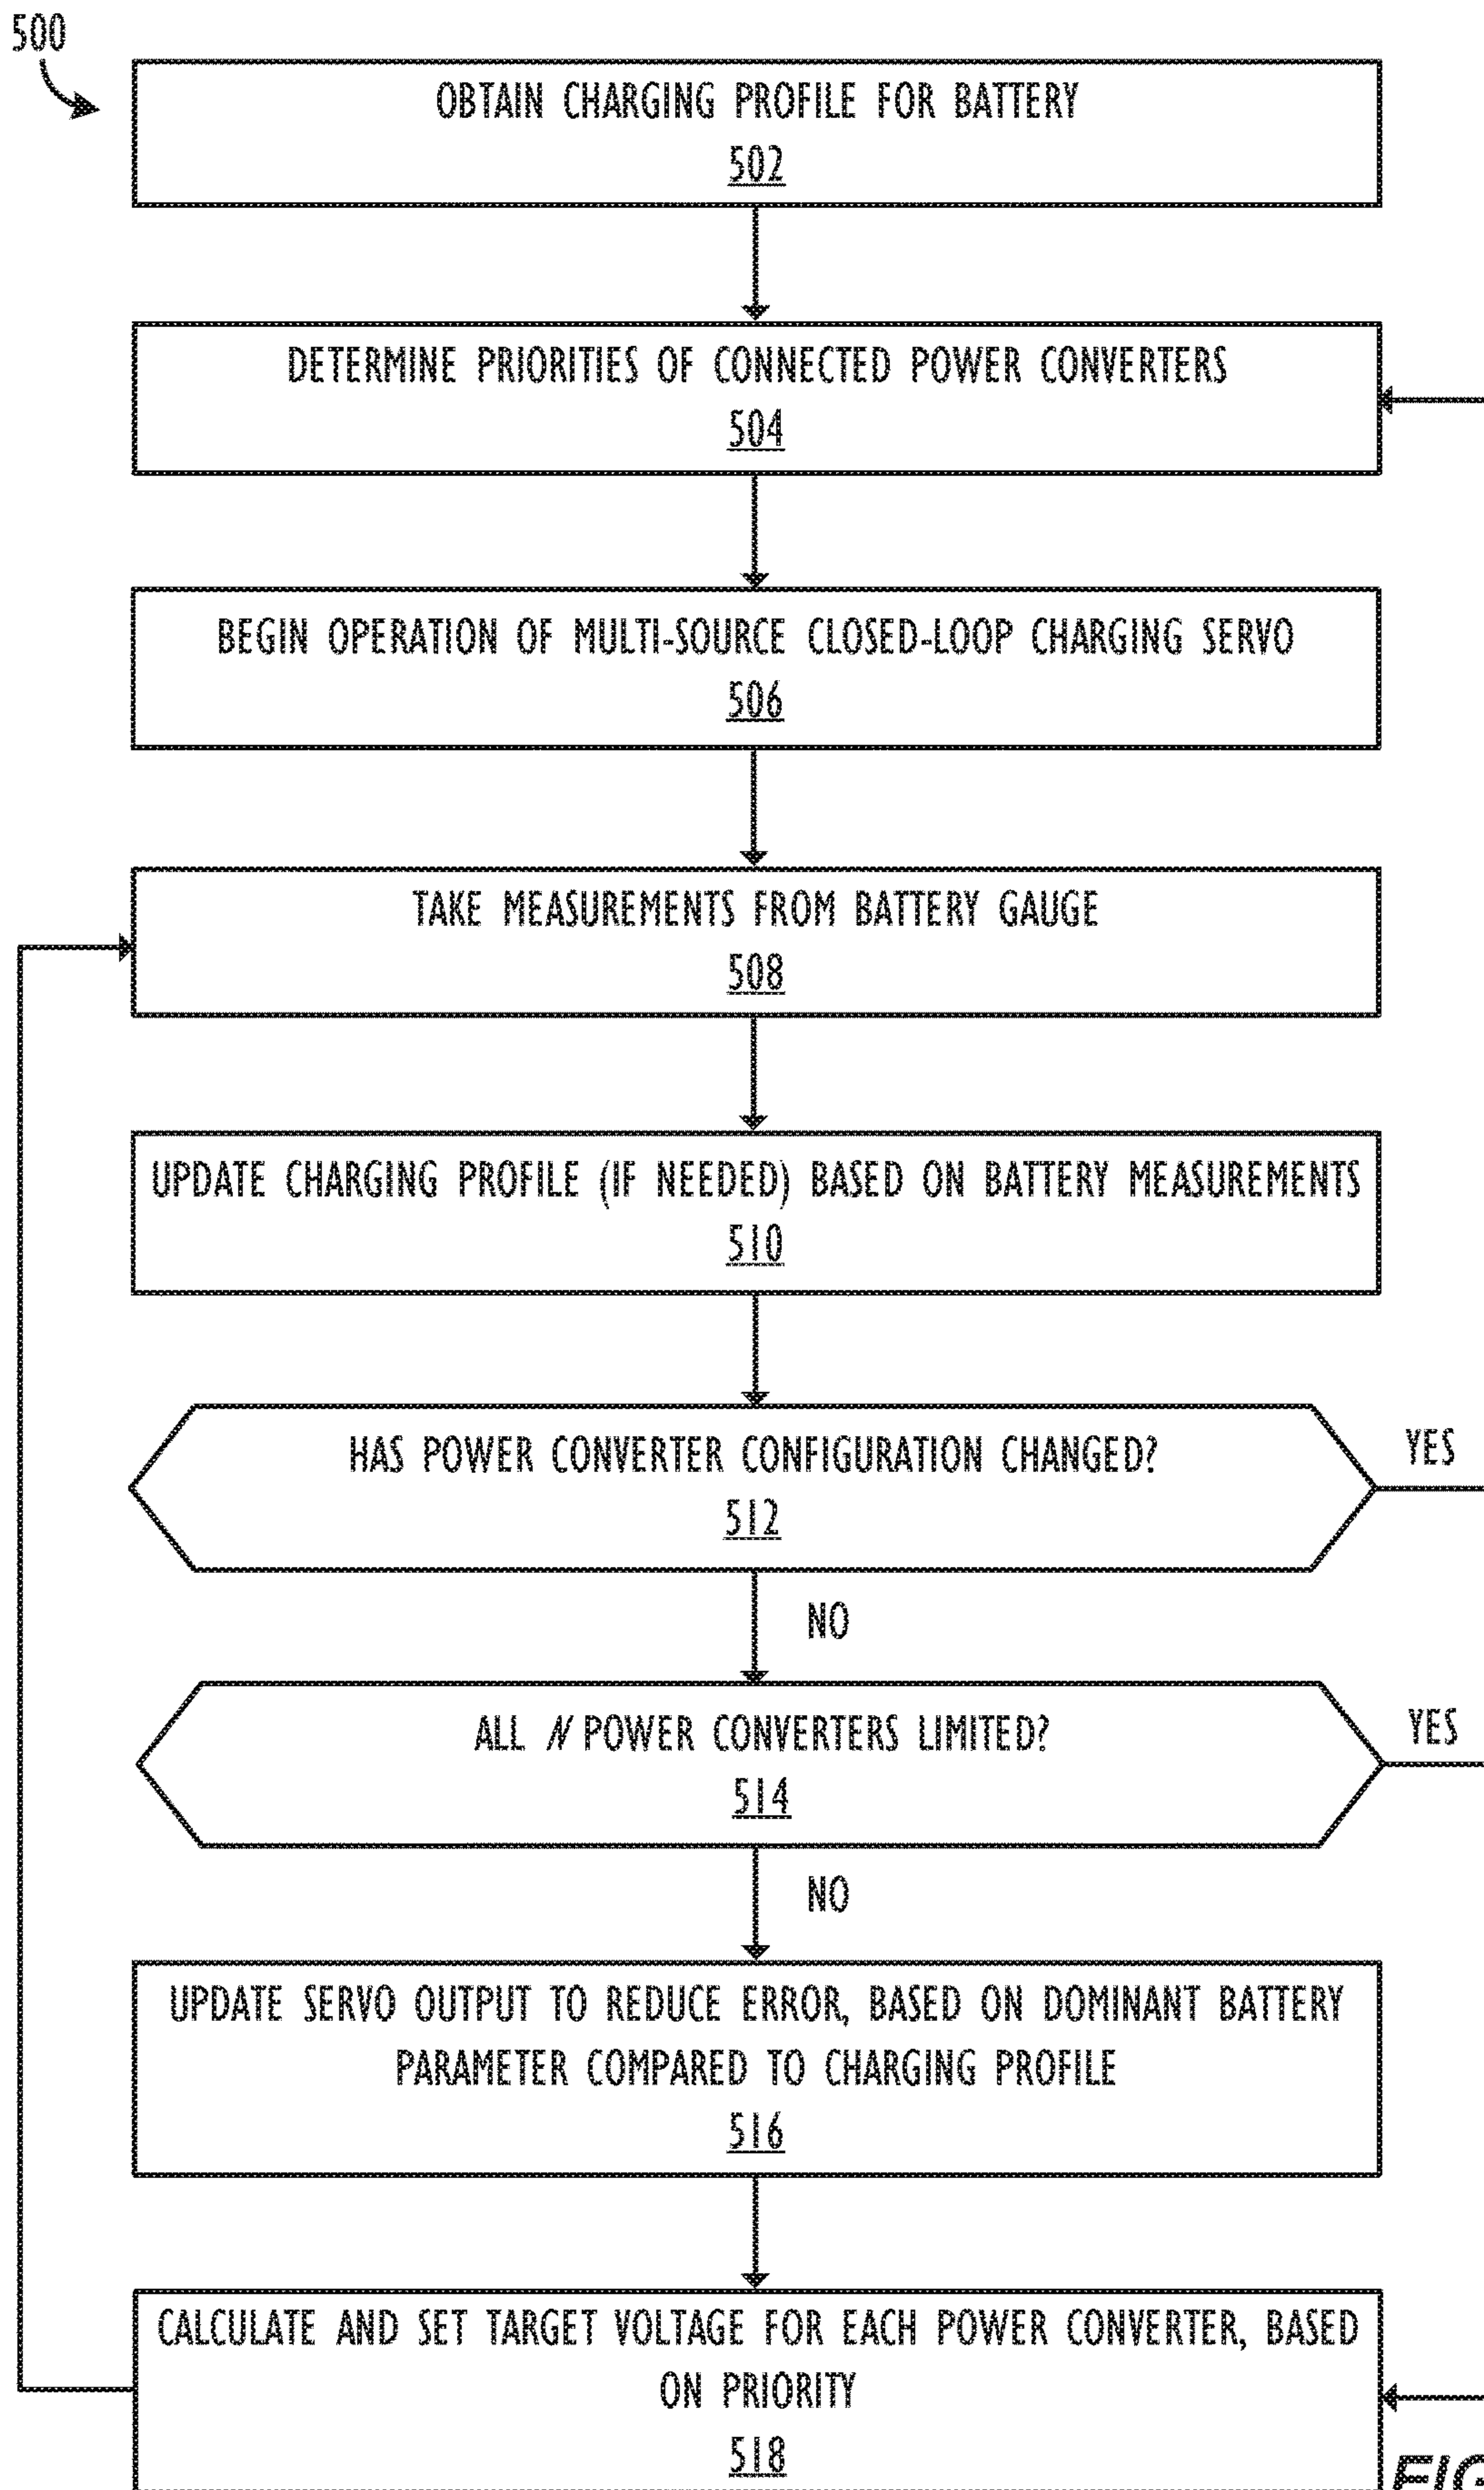 500
OBTAIN CHARGING PROFILE FOR BATTERY
502
DETERMINE PRIORITIES OF CONNECTED POWER CONVERTERS
504
BEGIN OPERATION OF MULTI-SOURCE CLOSED-LOOP CHARGING SERVO
506
TAKE MEASUREMENTS FROM BATTERY GAUGE
508
UPDATE CHARGING PROFILE (IF NEEDED) BASED ON BATTERY MEASUREMENTS
510
HAS POWER CONVERTER CONFIGURATION CHANGED?
512
YES
NO
ALL N POWER CONVERTERS LIMITED?
514
YES
NO
UPDATE SERVO OUTPUT TO REDUCE ERROR, BASED ON DOMINANT BATTERY
PARAMETER COMPARED TO CHARGING PROFILE
516
CALCULATE AND SET TARGET VOLTAGE FOR EACH POWER CONVERTER, BASED
ON PRIORITY
518
FIG